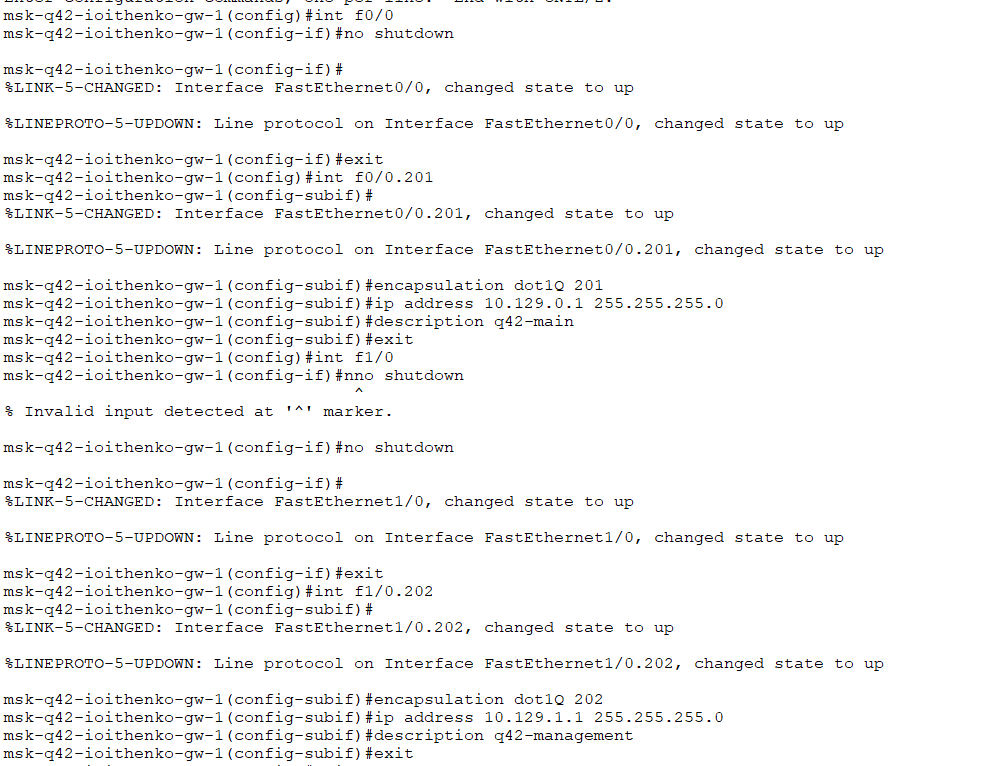 msk-q42-ioithenko-gw-1(config)#int f0/0
msk-q42-ioithenko-gw-1(config-if)#no shutdown
msk-q42-ioithenko-gw-1(config-if)#
%LINK-5-CHANGED: Interface FastEthernet0/0, changed state to up
%LINEPROTO-5-UPDOWN: Line protocol on Interface FastEthernet0/0, changed state to up
msk-q42-ioithenko-gw-1(config-if)#exit
msk-q42-ioithenko-gw-1(config)#int f0/0.201
msk-q42-ioithenko-gw-1(config-subif)#
%LINK-5-CHANGED: Interface FastEthernet0/0.201, changed state to up
%LINEPROTO-5-UPDOWN: Line protocol on Interface FastEthernet0/0.201, changed state to up
msk-q42-ioithenko-gw-1(config-subif)#encapsulation dot1Q 201
msk-q42-ioithenko-gw-1(config-subif)#ip address 10.129.0.1 255.255.255.0
msk-q42-ioithenko-gw-1(config-subif)#description q42-main
msk-q42-ioithenko-gw-1(config-subif)#exit
msk-q42-ioithenko-gw-1(config)#int f1/0
msk-q42-ioithenko-gw-1(config-if)#nno shutdown
^
% Invalid input detected at '^' marker.
msk-q42-ioithenko-gw-1(config-if)#no shutdown
msk-q42-ioithenko-gw-1(config-if)#
%LINK-5-CHANGED: Interface FastEthernet1/0, changed state to up
%LINEPROTO-5-UPDOWN: Line protocol on Interface FastEthernet1/0, changed state to up
msk-q42-ioithenko-gw-1(config-if)#exit
msk-q42-ioithenko-gw-1(config)#int f1/0.202
msk-q42-ioithenko-gw-1(config-subif)#
%LINK-5-CHANGED: Interface FastEthernet1/0.202, changed state to up
%LINEPROTO-5-UPDOWN: Line protocol on Interface FastEthernet1/0.202, changed state to up
msk-q42-ioithenko-gw-1(config-subif)#encapsulation dot1Q 202
msk-q42-ioithenko-gw-1(config-subif)#ip address 10.129.1.1 255.255.255.0
msk-q42-ioithenko-gw-1(config-subif)#description q42-management
msk-q42-ioithenko-gw-1(config-subif)#exit